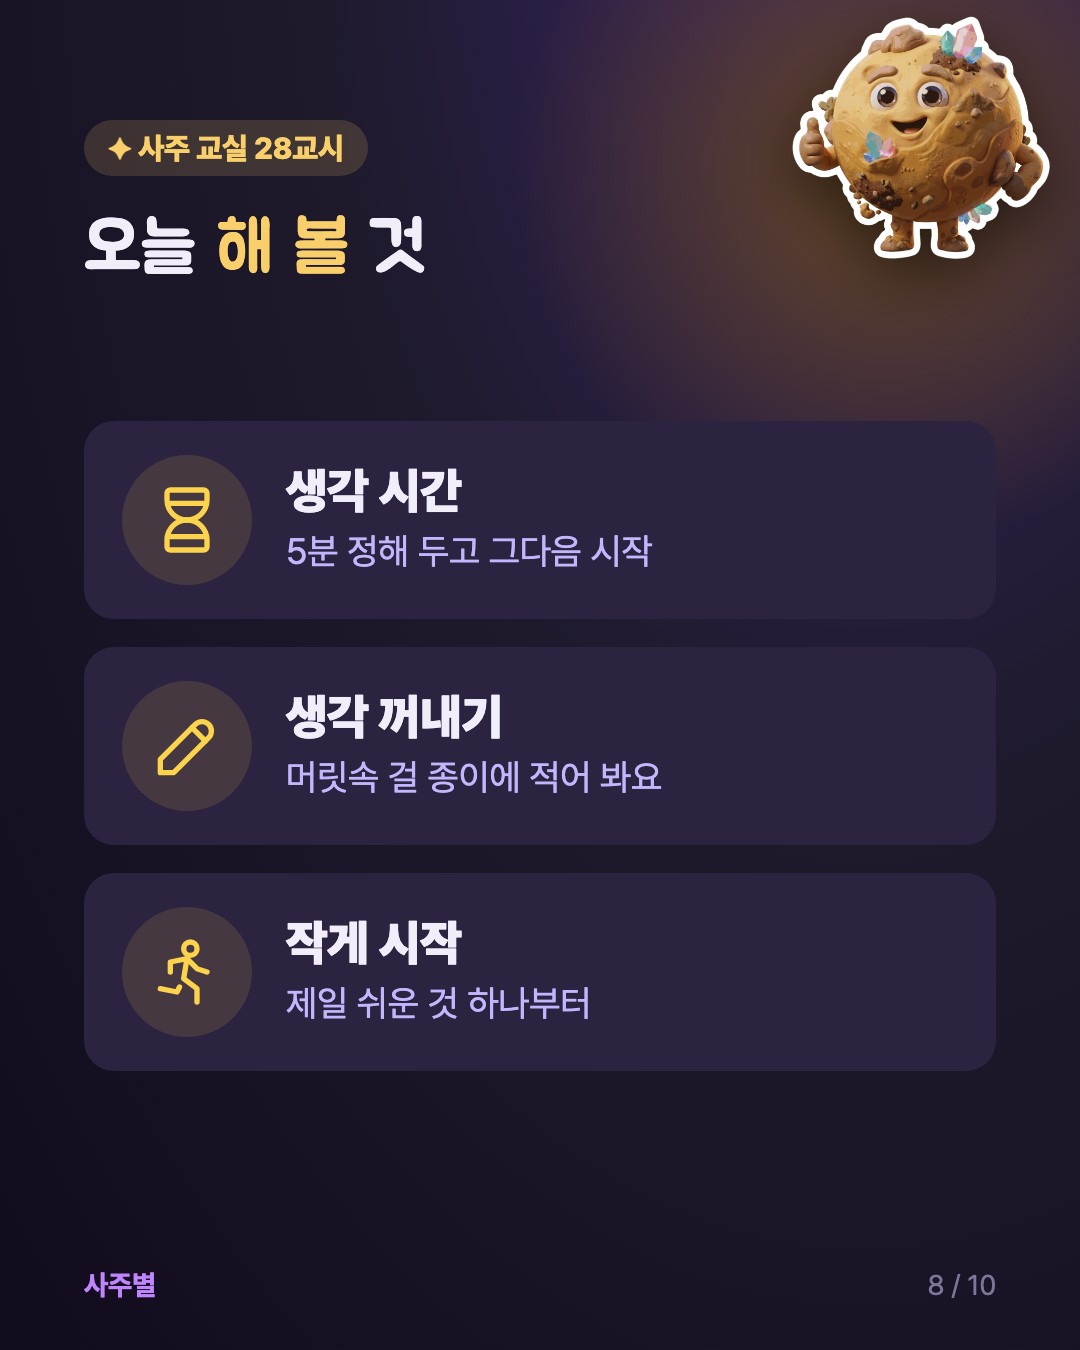 ✦ 사주 교실 28교시
오늘 해 볼 것
생각 시간
5분 정해 두고 그다음 시작
생각 꺼내기
머릿속 걸 종이에 적어 봐요
작게 시작
제일 쉬운 것 하나부터
사주별
8 / 10